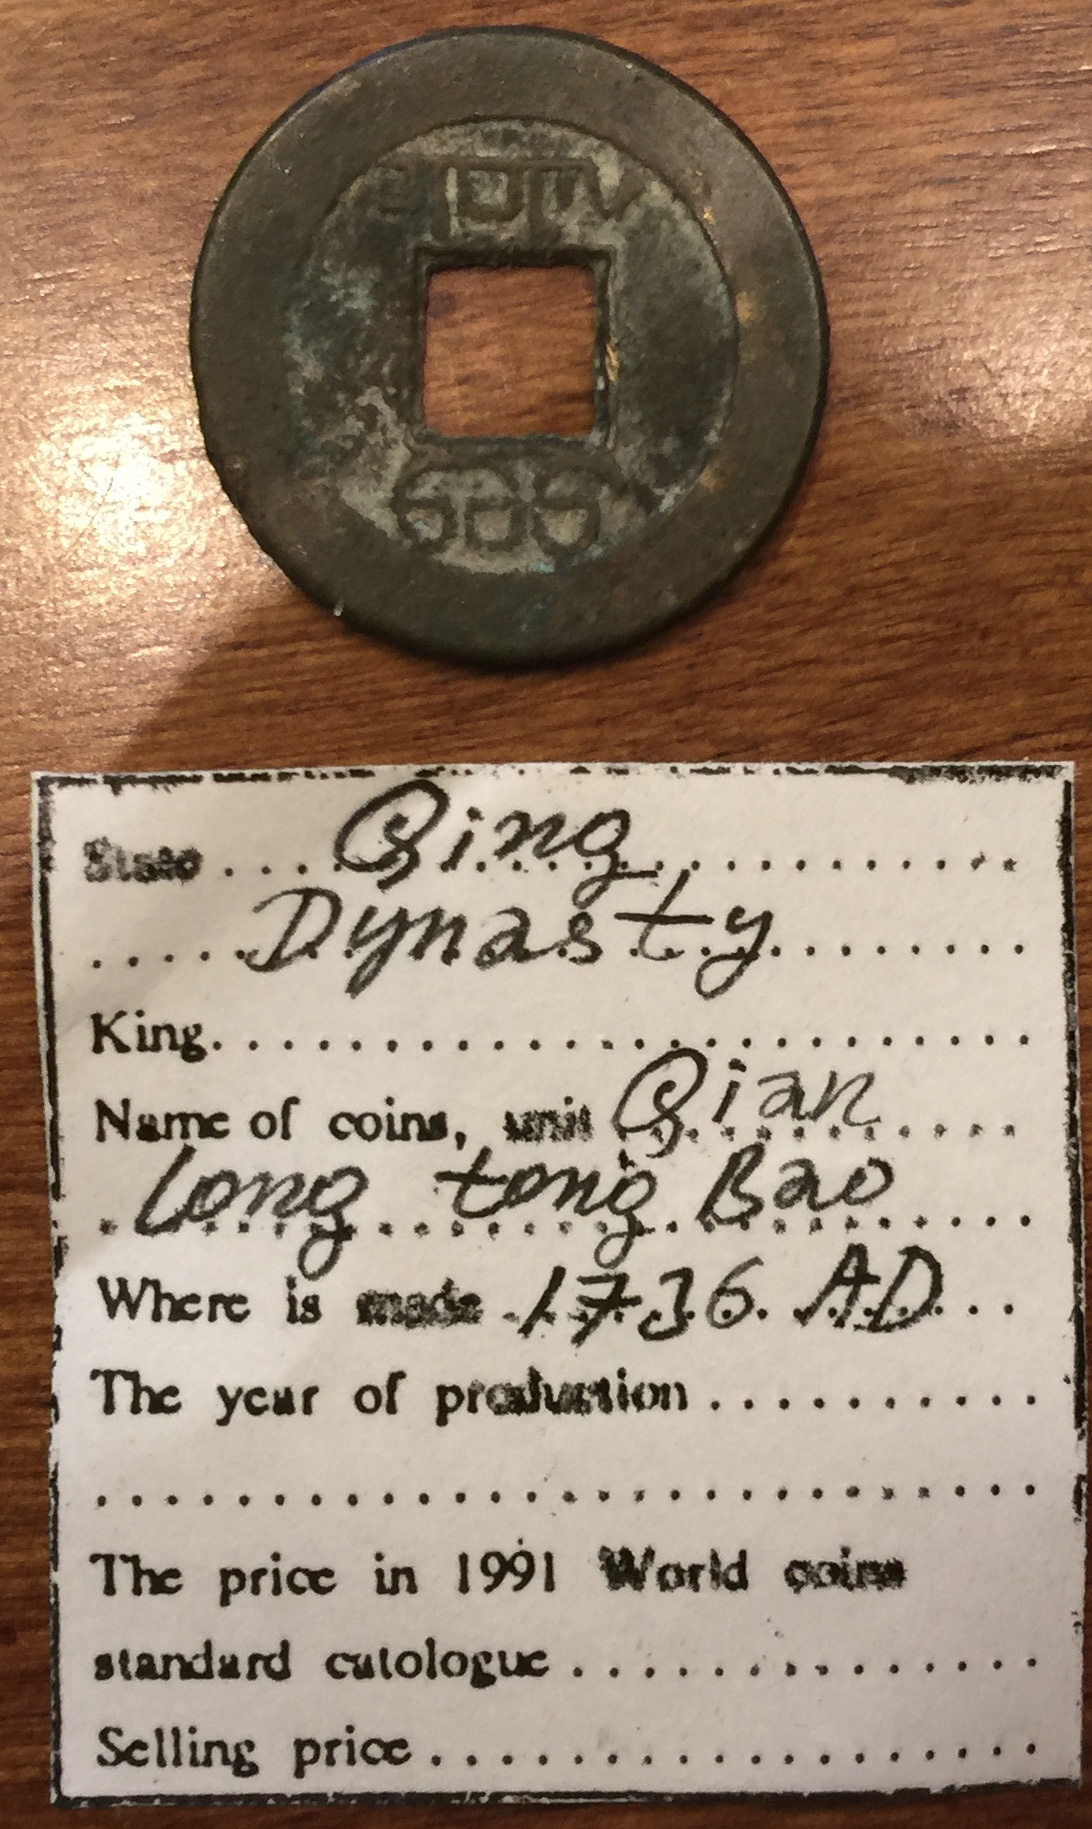 State ... Qing
Dynasty
King
Name of coins, unit Qian
Long tong Bao
Where is made 1736 AD
The year of production
The price in 1991 World coins
standard catologue
Selling price